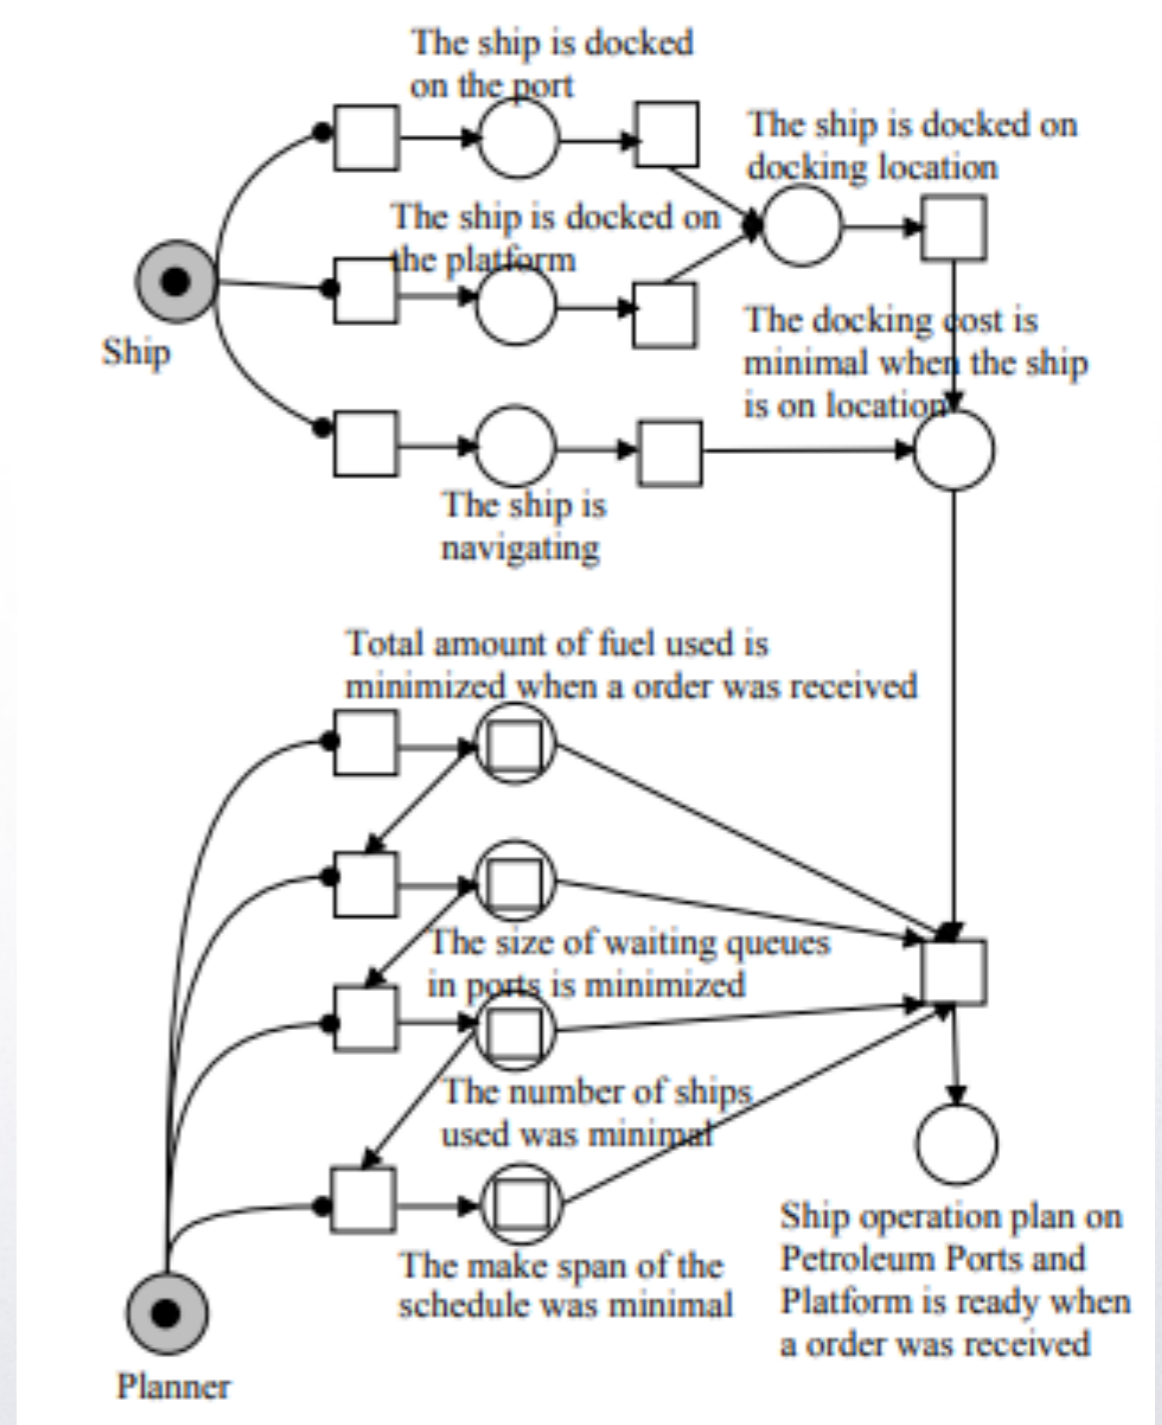 The ship is docked
on the port
The ship is docked on
docking location
The ship is docked on
the platform
Ship
The docking cost is
minimal when the ship
is on location
The ship is
navigating
Total amount of fuel used is
minimized when a order was received
The size of waiting queues
in ports is minimized
The number of ships
used was minimal
The make span of the
schedule was minimal
Ship operation plan on
Petroleum Ports and
Platform is ready when
a order was received
Planner